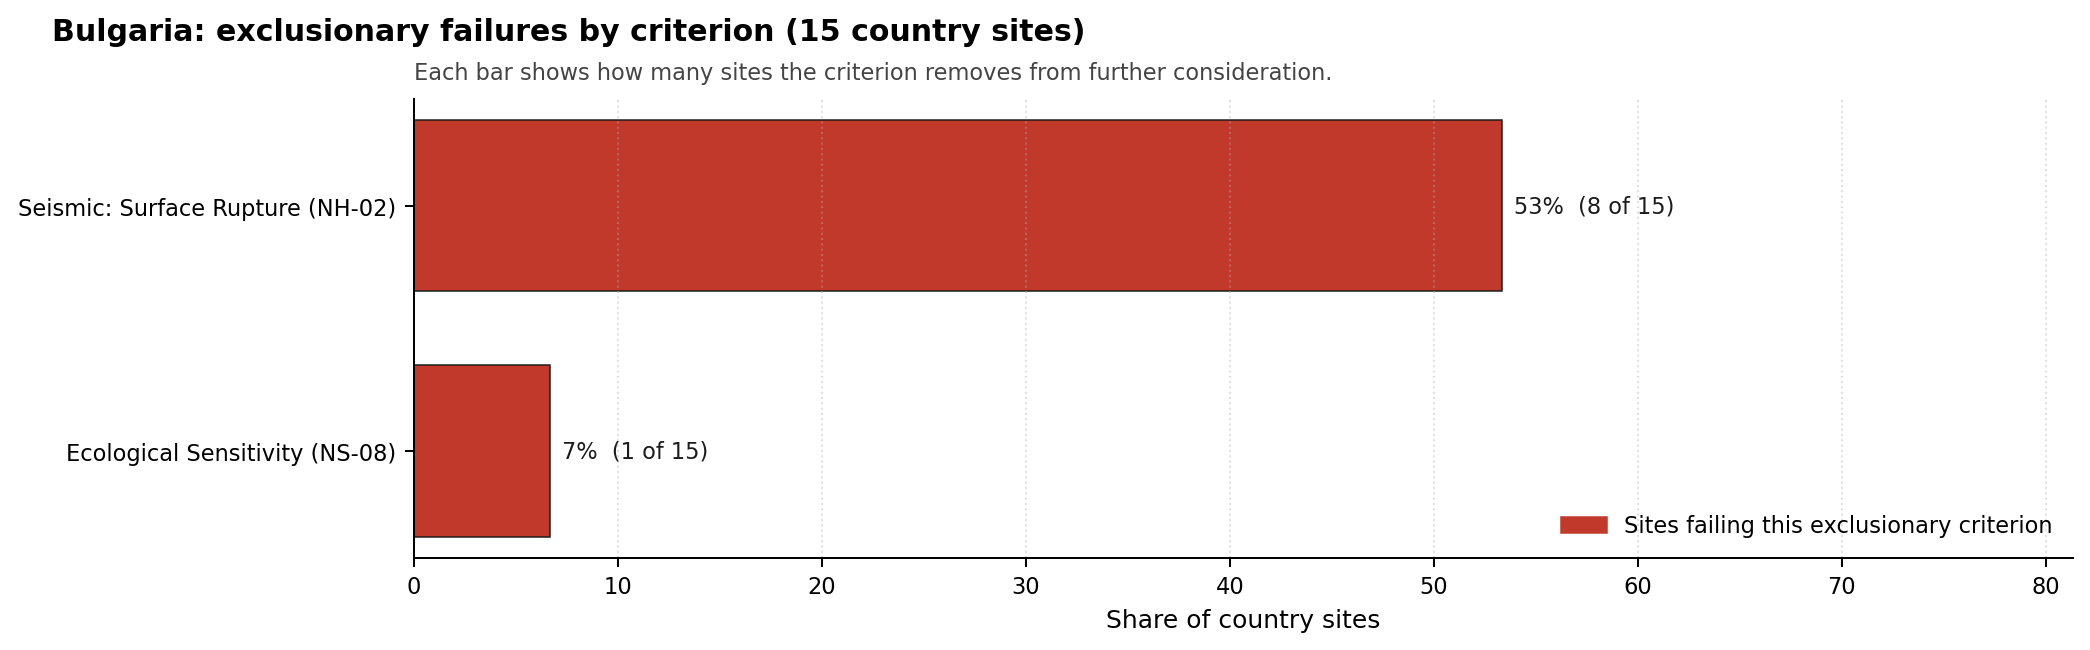 Bulgaria: exclusionary failures by criterion (15 country sites)
Each bar shows how many sites the criterion removes from further consideration.
Seismic: Surface Rupture (NH-02)
53%  (8 of 15)
Ecological Sensitivity (NS-08)
7%  (1 of 15)
Sites failing this exclusionary criterion
0 10 20 30 40 50 60 70 80
Share of country sites